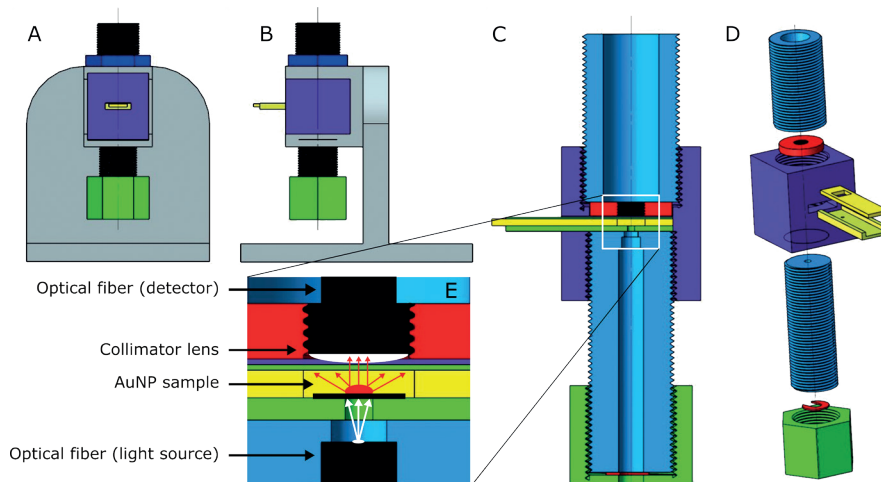 A
B
C
D
E
Optical fiber (detector)
Collimator lens
AuNP sample
Optical fiber (light source)